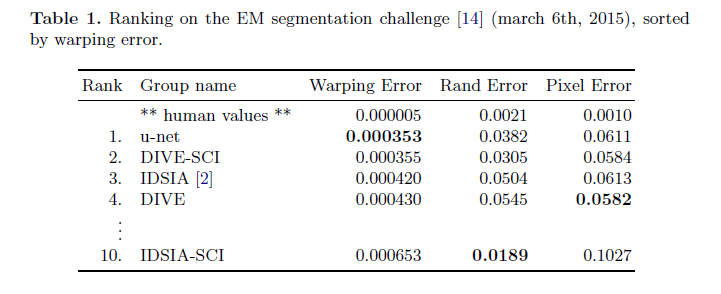 Table 1. Ranking on the EM segmentation challenge [14] (march 6th, 2015), sorted
by warping error.
Rank Group name Warping Error Rand Error Pixel Error
** human values ** 0.000005 0.0021 0.0010
1. u-net 0.000353 0.0382 0.0611
2. DIVE-SCI 0.000355 0.0305 0.0584
3. IDSIA [2] 0.000420 0.0504 0.0613
4. DIVE 0.000430 0.0545 0.0582
⋮
10. IDSIA-SCI 0.000653 0.0189 0.1027